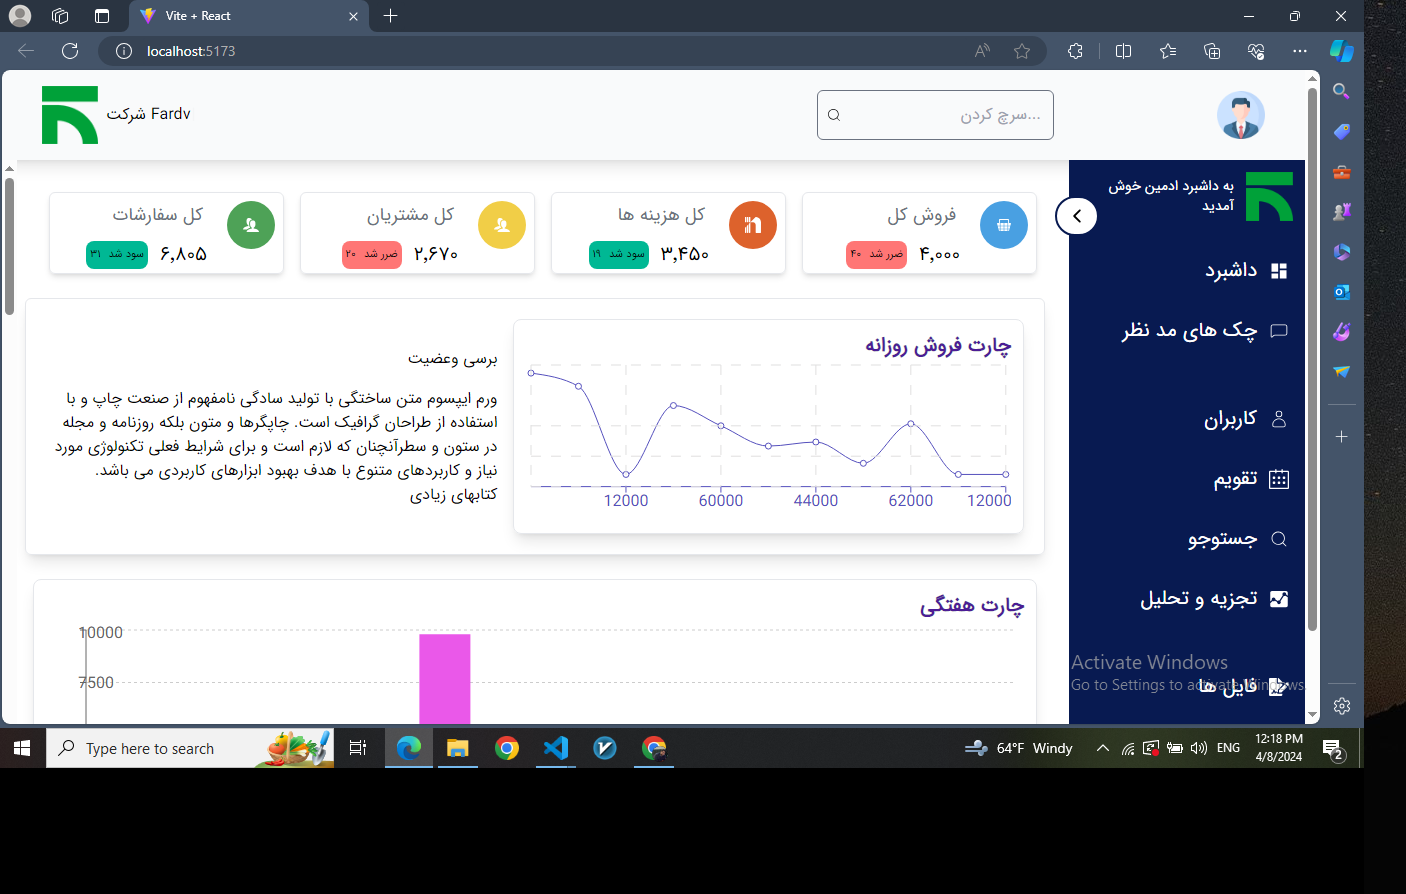 Vite + React
localhost:5173
شرکت Fardv
سرچ کردن...
به داشبرد ادمین خوش
آمدید
داشبرد
چک های مد نظر
کاربران
تقویم
جستوجو
تجزیه و تحلیل
فایل ها
فروش کل
۴,۰۰۰
ضرر شد ۴۰
کل هزینه ها
۳,۴۵۰
سود شد ۱۹
کل مشتریان
۲,۶۷۰
ضرر شد ۲۰
کل سفارشات
۶,۸۰۵
سود شد ۳۱
چارت فروش روزانه
12000
60000
44000
62000
12000
برسی وعضیت
ورم ایپسوم متن ساختگی با تولید سادگی نامفهوم از صنعت چاپ و با
استفاده از طراحان گرافیک است. چاپگرها و متون بلکه روزنامه و مجله
در ستون و سطرآنچنان که لازم است و برای شرایط فعلی تکنولوژی مورد
نیاز و کاربردهای متنوع با هدف بهبود ابزارهای کاربردی می باشد.
کتابهای زیادی
چارت هفتگی
10000
7500
Activate Windows
Go to Settings to activate Windows.
Type here to search
64°F Windy
ENG
12:18 PM
4/8/2024
2